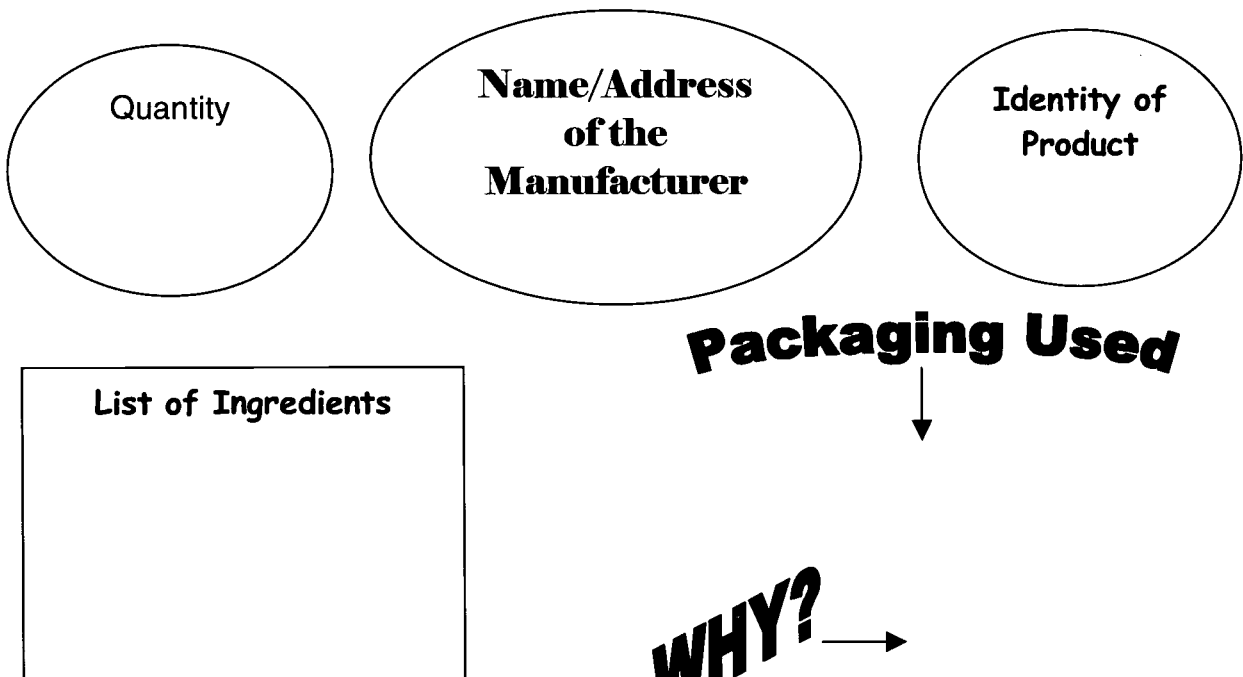 Quantity
Name/Address
of the
Manufacturer
Identity of
Product
Packaging Used
List of Ingredients
WHY?